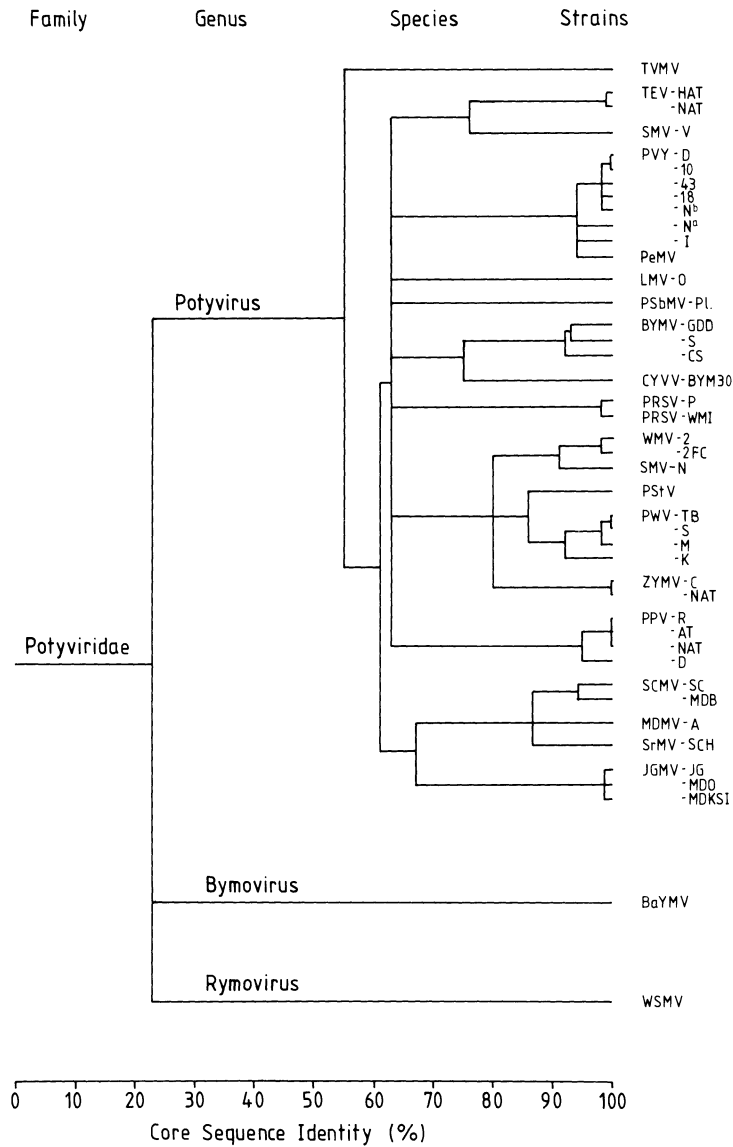 Family Genus Species Strains
TVMV
TEV-HAT
-NAT
SMV-V
PVY-D
-10
-43
-18
-Nᵇ
-Nᵃ
-I
PeMV
LMV-O
PSbMV-Pl.
Potyvirus
BYMV-GDD
-S
-CS
CYVV-BYM30
PRSV-P
PRSV-WMI
WMV-2
-2FC
SMV-N
PStV
PWV-TB
-S
-M
-K
ZYMV-C
-NAT
PPV-R
-AT
Potyviridae
-NAT
-D
SCMV-SC
-MDB
MDMV-A
SrMV-SCH
JGMV-JG
-MDO
-MDKSI
Bymovirus
BaYMV
Rymovirus
WSMV
0 10 20 30 40 50 60 70 80 90 100
Core Sequence Identity (%)